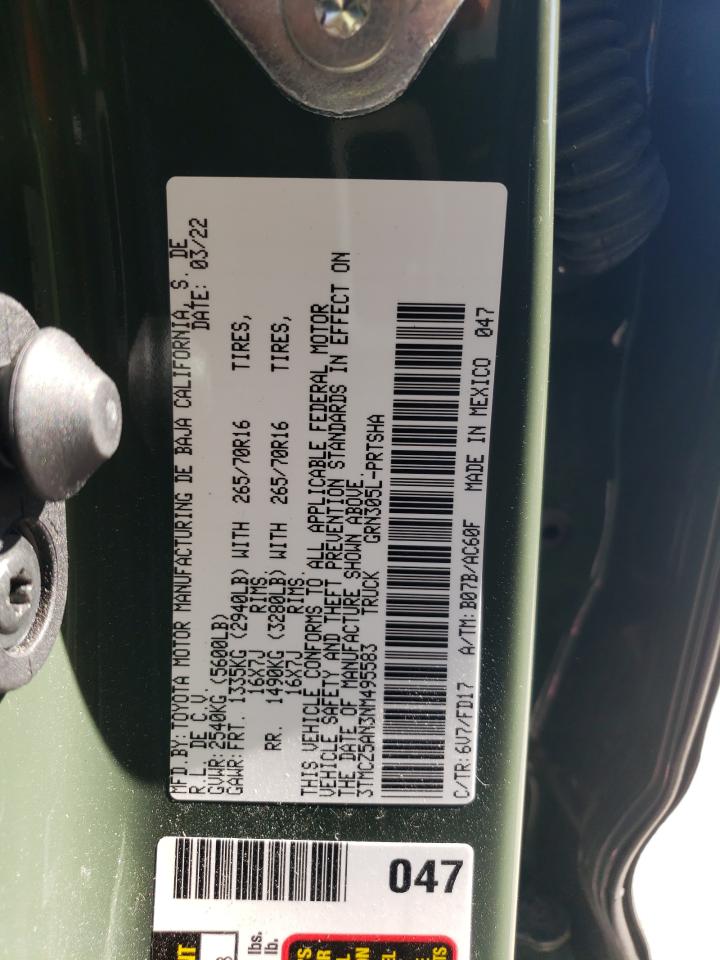 MFD.BY:TOYOTA MOTOR MANUFACTURING DE BAJA CALIFORNIA, S. DE
R.L. DE C.V. DATE: 03/22
GVWR:2540KG (5600LB)
GAWR:FRT. 1335KG (2940LB) WITH 265/70R16 TIRES,
16X7J RIMS.
RR. 1490KG (3280LB) WITH 265/70R16 TIRES,
16X7J RIMS.
THIS VEHICLE CONFORMS TO ALL APPLICABLE FEDERAL MOTOR
VEHICLE SAFETY AND THEFT PREVENTION STANDARDS IN EFFECT ON
THE DATE OF MANUFACTURE SHOWN ABOVE.
3TMCZ5AN3NM495583 TRUCK GRN305L-PRTSHA
C/TR:6V7/FD17 A/TM:B07B/AC60F MADE IN MEXICO 047
047
lbs.
lb.